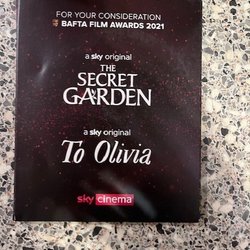 FOR YOUR CONSIDERATION
BAFTA FILM AWARDS 2021
a sky original
THE
SECRET
GARDEN
a sky original
To Olivia
sky cinema